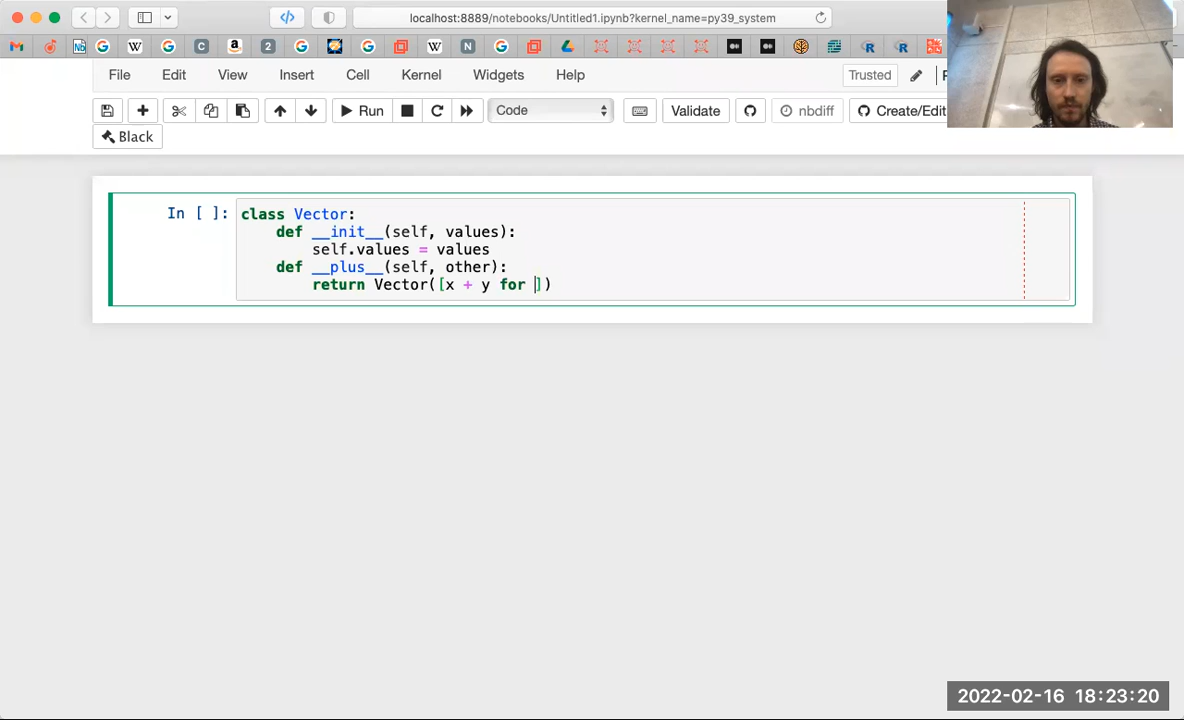 localhost:8889/notebooks/Untitled1.ipynb?kernel_name=py39_system
File Edit View Insert Cell Kernel Widgets Help Trusted
Run Code Validate nbdiff Create/Edit
Black
In [ ]:
class Vector:
def __init__(self, values):
self.values = values
def __plus__(self, other):
return Vector([x + y for ])
2022-02-16 18:23:20